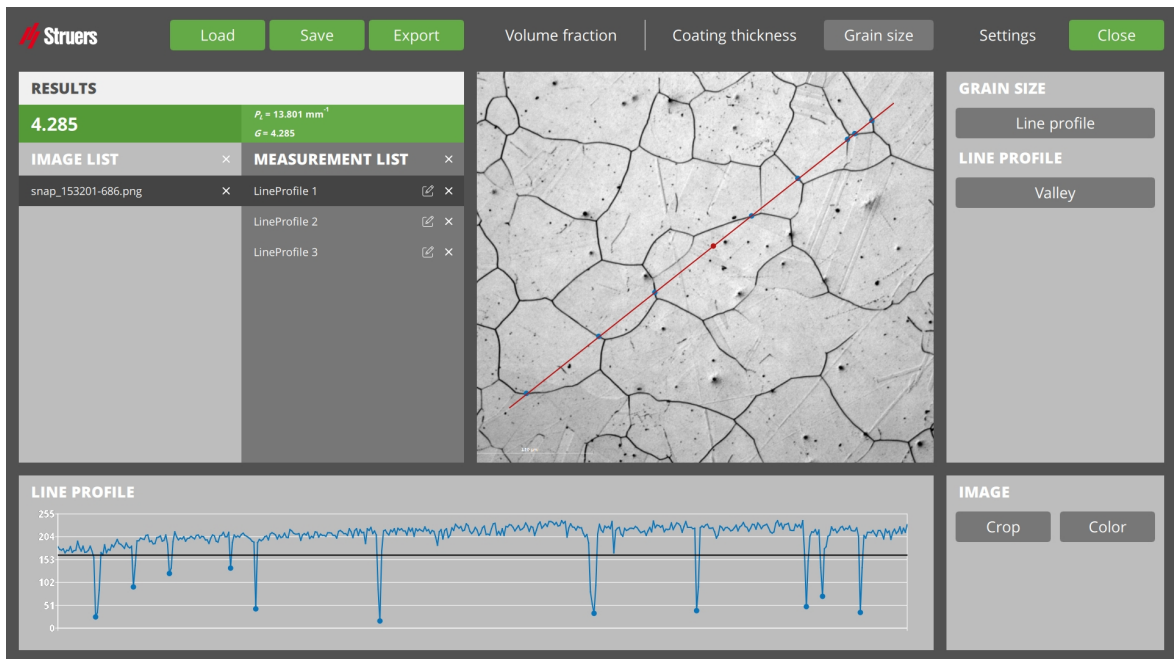 Struers
Load
Save
Export
Volume fraction
Coating thickness
Grain size
Settings
Close
RESULTS
4.285
P_L = 13.801 mm⁻¹
G = 4.285
IMAGE LIST ×
MEASUREMENT LIST ×
snap_153201-686.png ×
LineProfile 1 ×
LineProfile 2 ×
LineProfile 3 ×
GRAIN SIZE
Line profile
LINE PROFILE
Valley
LINE PROFILE
255
204
153
102
51
0
IMAGE
Crop
Color